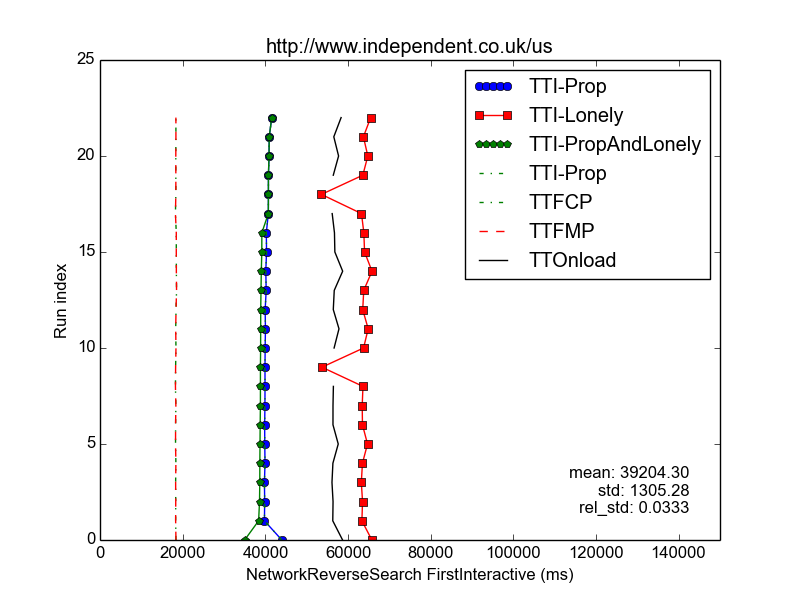 http://www.independent.co.uk/us
25
20
15
10
5
0
Run index
TTI-Prop
TTI-Lonely
TTI-PropAndLonely
TTI-Prop
TTFCP
TTFMP
TTOnload
mean: 39204.30
std: 1305.28
rel_std: 0.0333
0 20000 40000 60000 80000 100000 120000 140000
NetworkReverseSearch FirstInteractive (ms)